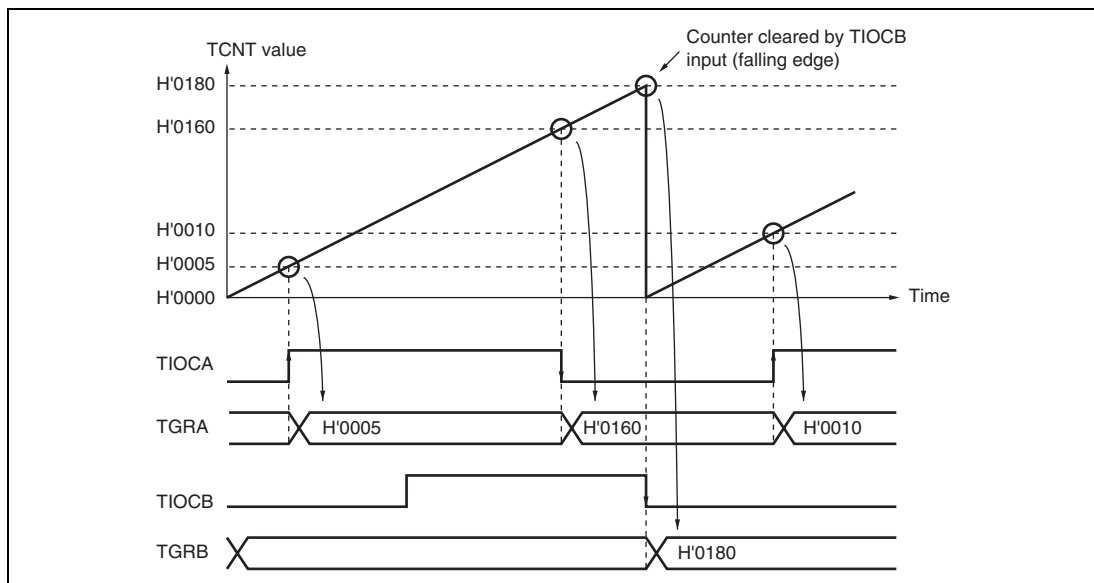 Counter cleared by TIOCB
input (falling edge)
TCNT value
H'0180
H'0160
H'0010
H'0005
H'0000
Time
TIOCA
TGRA
H'0005
H'0160
H'0010
TIOCB
TGRB
H'0180